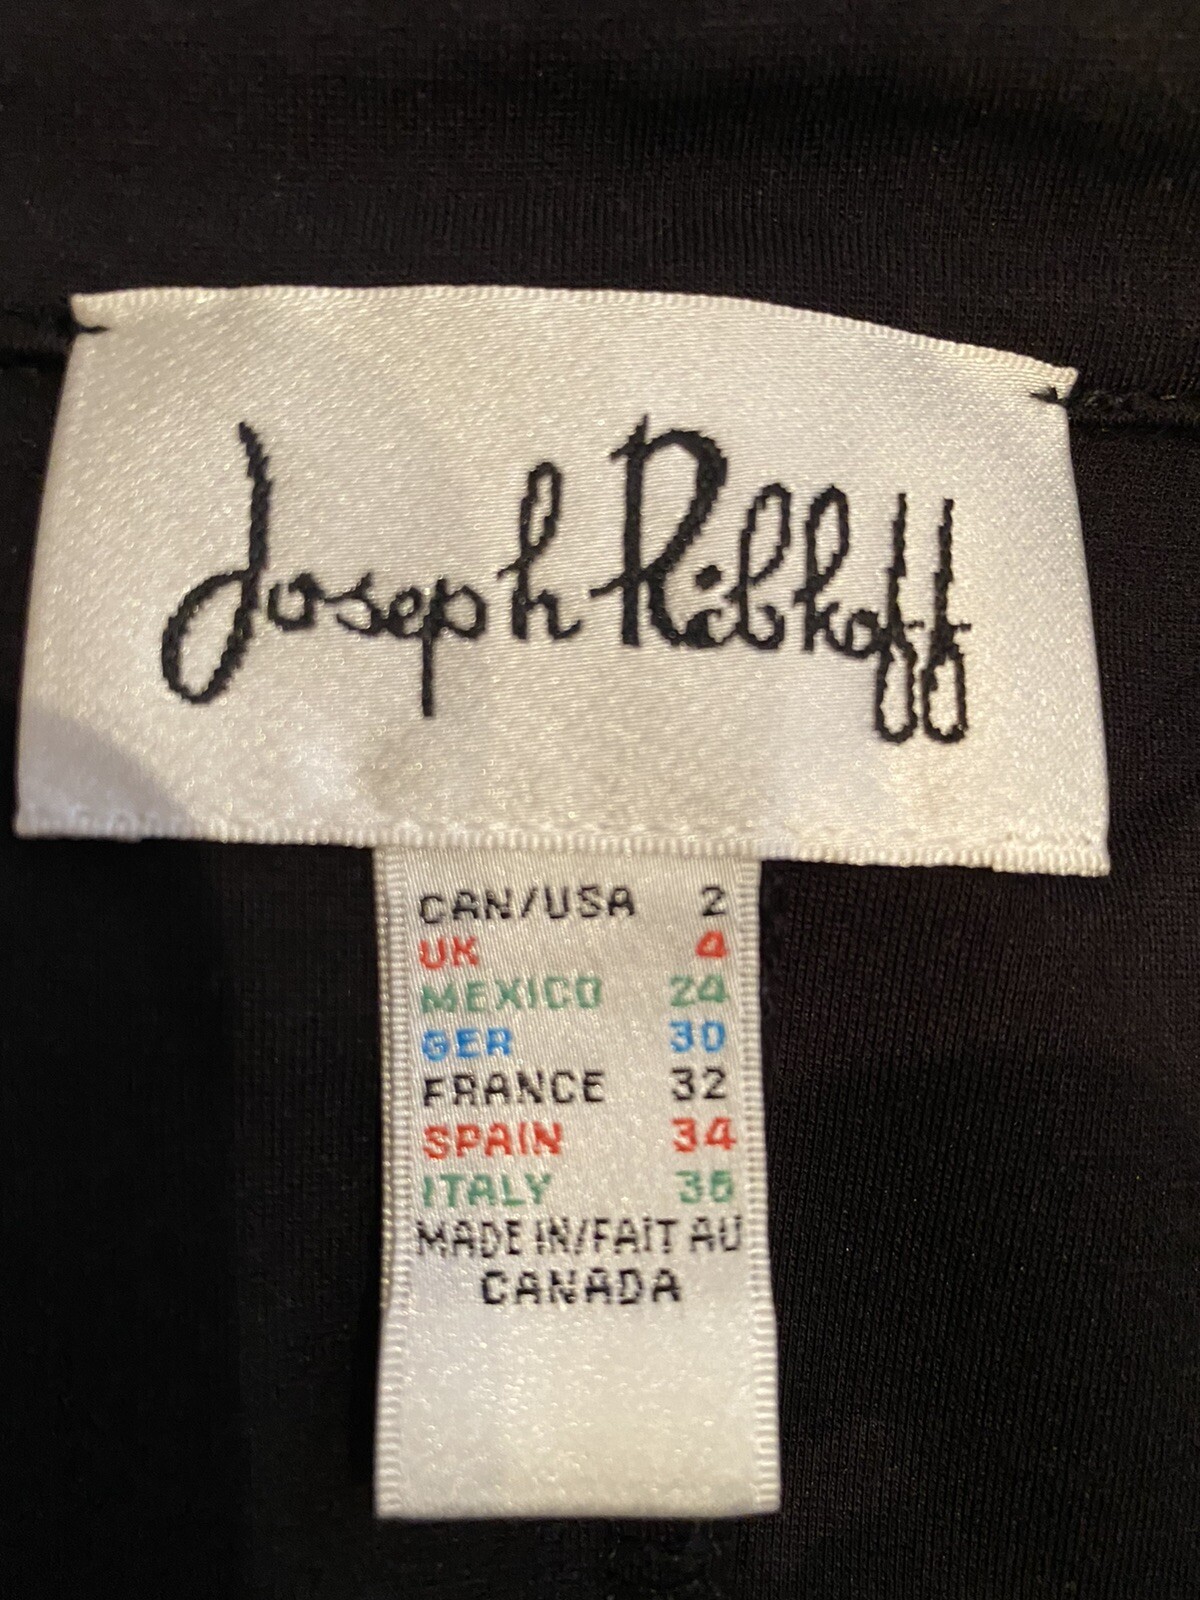 Joseph Ribkoff
CAN/USA 2
UK 4
MEXICO 24
GER 30
FRANCE 32
SPAIN 34
ITALY 36
MADE IN/FAIT AU
CANADA